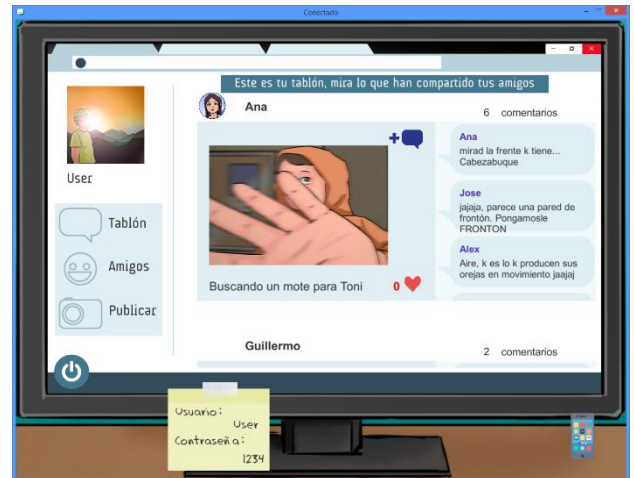 Conectado
Este es tu tablón, mira lo que han compartido tus amigos
Ana
6 comentarios
User
Tablón
Amigos
Publicar
Buscando un mote para Toni
0
Ana
mirad la frente k tiene...
Cabezabuque
Jose
jajaja, parece una pared de
frontón. Pongamosle
FRONTON
Alex
Aire, k es lo k producen sus
orejas en movimiento jaajaj
Guillermo
2 comentarios
Usuario:
User
Contraseña:
1234